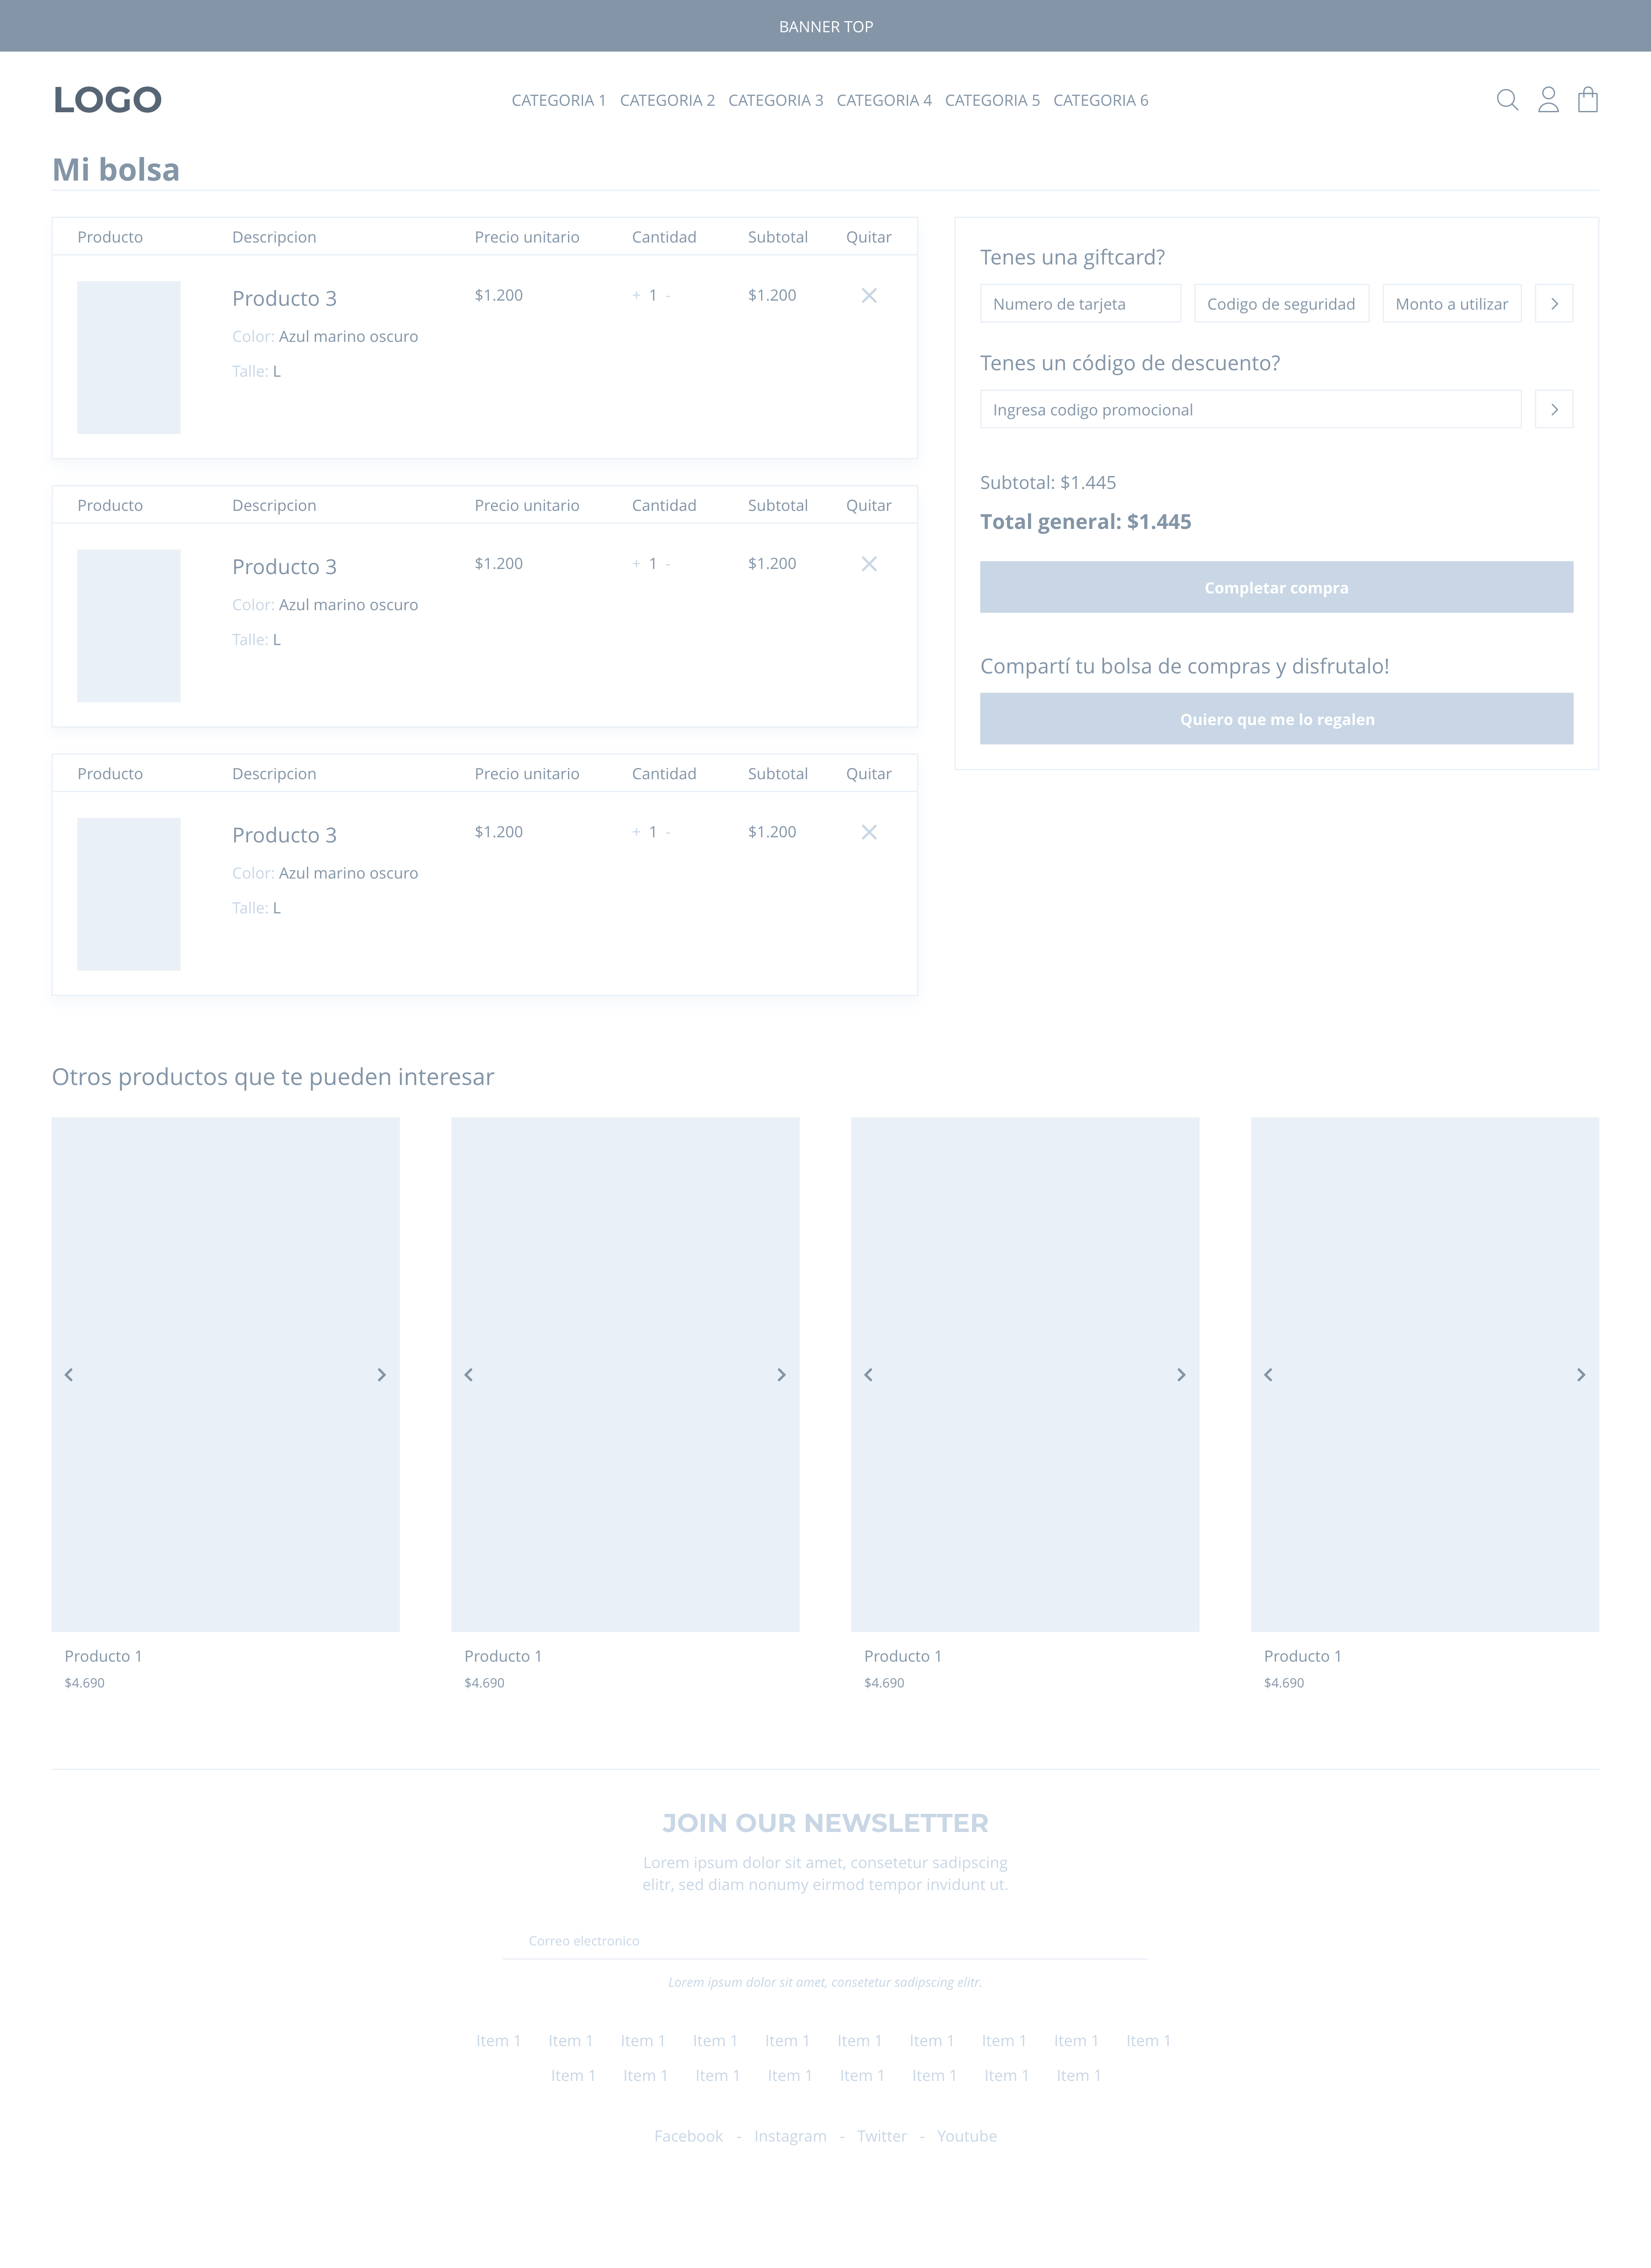 BANNER TOP
LOGO
CATEGORIA 1 CATEGORIA 2 CATEGORIA 3 CATEGORIA 4 CATEGORIA 5 CATEGORIA 6
Mi bolsa
Producto Descripcion Precio unitario Cantidad Subtotal Quitar
Producto 3 $1.200 + 1 - $1.200
Color: Azul marino oscuro
Talle: L
Producto Descripcion Precio unitario Cantidad Subtotal Quitar
Producto 3 $1.200 + 1 - $1.200
Color: Azul marino oscuro
Talle: L
Producto Descripcion Precio unitario Cantidad Subtotal Quitar
Producto 3 $1.200 + 1 - $1.200
Color: Azul marino oscuro
Talle: L
Tenes una giftcard?
Numero de tarjeta Codigo de seguridad Monto a utilizar
Tenes un código de descuento?
Ingresa codigo promocional
Subtotal: $1.445
Total general: $1.445
Completar compra
Compartí tu bolsa de compras y disfrutalo!
Quiero que me lo regalen
Otros productos que te pueden interesar
Producto 1 Producto 1 Producto 1 Producto 1
$4.690 $4.690 $4.690 $4.690
JOIN OUR NEWSLETTER
Lorem ipsum dolor sit amet, consetetur sadipscing
elitr, sed diam nonumy eirmod tempor invidunt ut.
Correo electronico
Lorem ipsum dolor sit amet, consetetur sadipscing elitr.
Item 1 Item 1 Item 1 Item 1 Item 1 Item 1 Item 1 Item 1 Item 1 Item 1
Item 1 Item 1 Item 1 Item 1 Item 1 Item 1 Item 1 Item 1
Facebook - Instagram - Twitter - Youtube